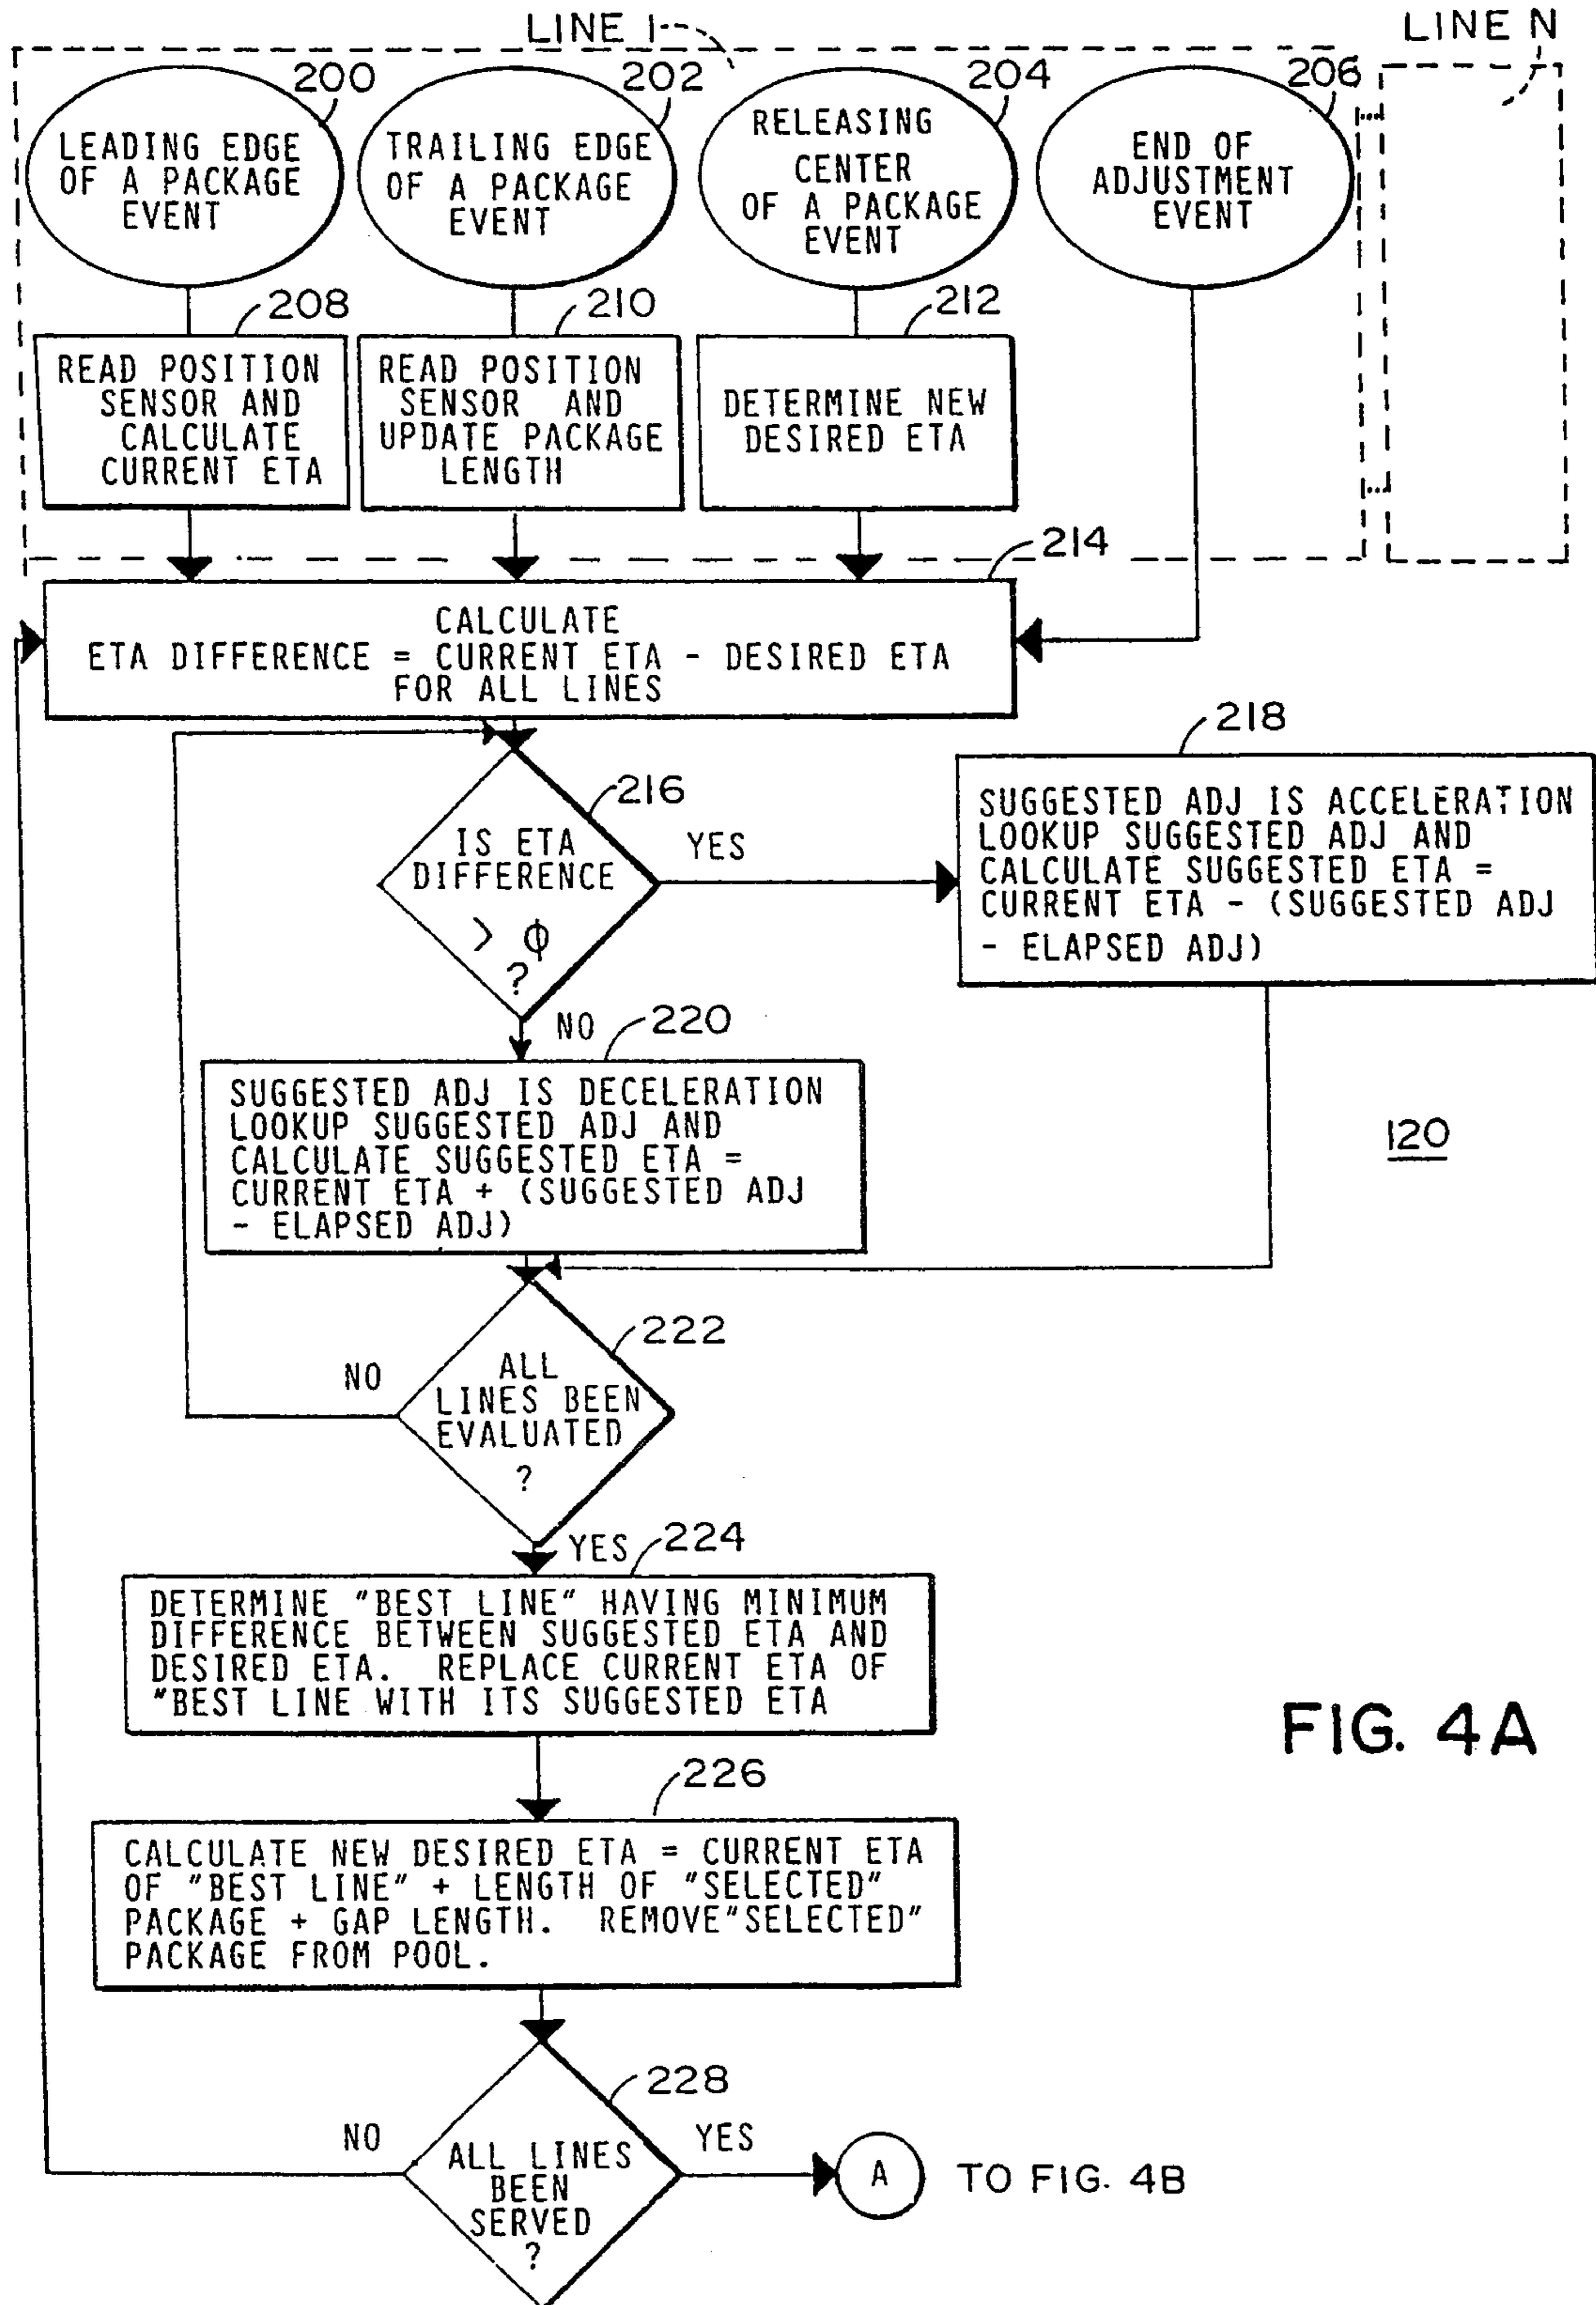 LINE 1
LINE N
200
202
204
206
LEADING EDGE
OF A PACKAGE
EVENT
TRAILING EDGE
OF A PACKAGE
EVENT
RELEASING
CENTER
OF A PACKAGE
EVENT
END OF
ADJUSTMENT
EVENT
208
210
212
READ POSITION
SENSOR AND
CALCULATE
CURRENT ETA
READ POSITION
SENSOR AND
UPDATE PACKAGE
LENGTH
DETERMINE NEW
DESIRED ETA
214
CALCULATE
ETA DIFFERENCE = CURRENT ETA - DESIRED ETA
FOR ALL LINES
216
IS ETA
DIFFERENCE
> ϕ
?
YES
218
SUGGESTED ADJ IS ACCELERATION
LOOKUP SUGGESTED ADJ AND
CALCULATE SUGGESTED ETA =
CURRENT ETA - (SUGGESTED ADJ
- ELAPSED ADJ)
NO
220
SUGGESTED ADJ IS DECELERATION
LOOKUP SUGGESTED ADJ AND
CALCULATE SUGGESTED ETA =
CURRENT ETA + (SUGGESTED ADJ
- ELAPSED ADJ)
120
222
ALL
LINES BEEN
EVALUATED
?
NO
YES
224
DETERMINE "BEST LINE" HAVING MINIMUM
DIFFERENCE BETWEEN SUGGESTED ETA AND
DESIRED ETA. REPLACE CURRENT ETA OF
"BEST LINE WITH ITS SUGGESTED ETA
FIG. 4A
226
CALCULATE NEW DESIRED ETA = CURRENT ETA
OF "BEST LINE" + LENGTH OF "SELECTED"
PACKAGE + GAP LENGTH. REMOVE"SELECTED"
PACKAGE FROM POOL.
228
ALL LINES
BEEN
SERVED
?
NO
YES
A
TO FIG. 4B